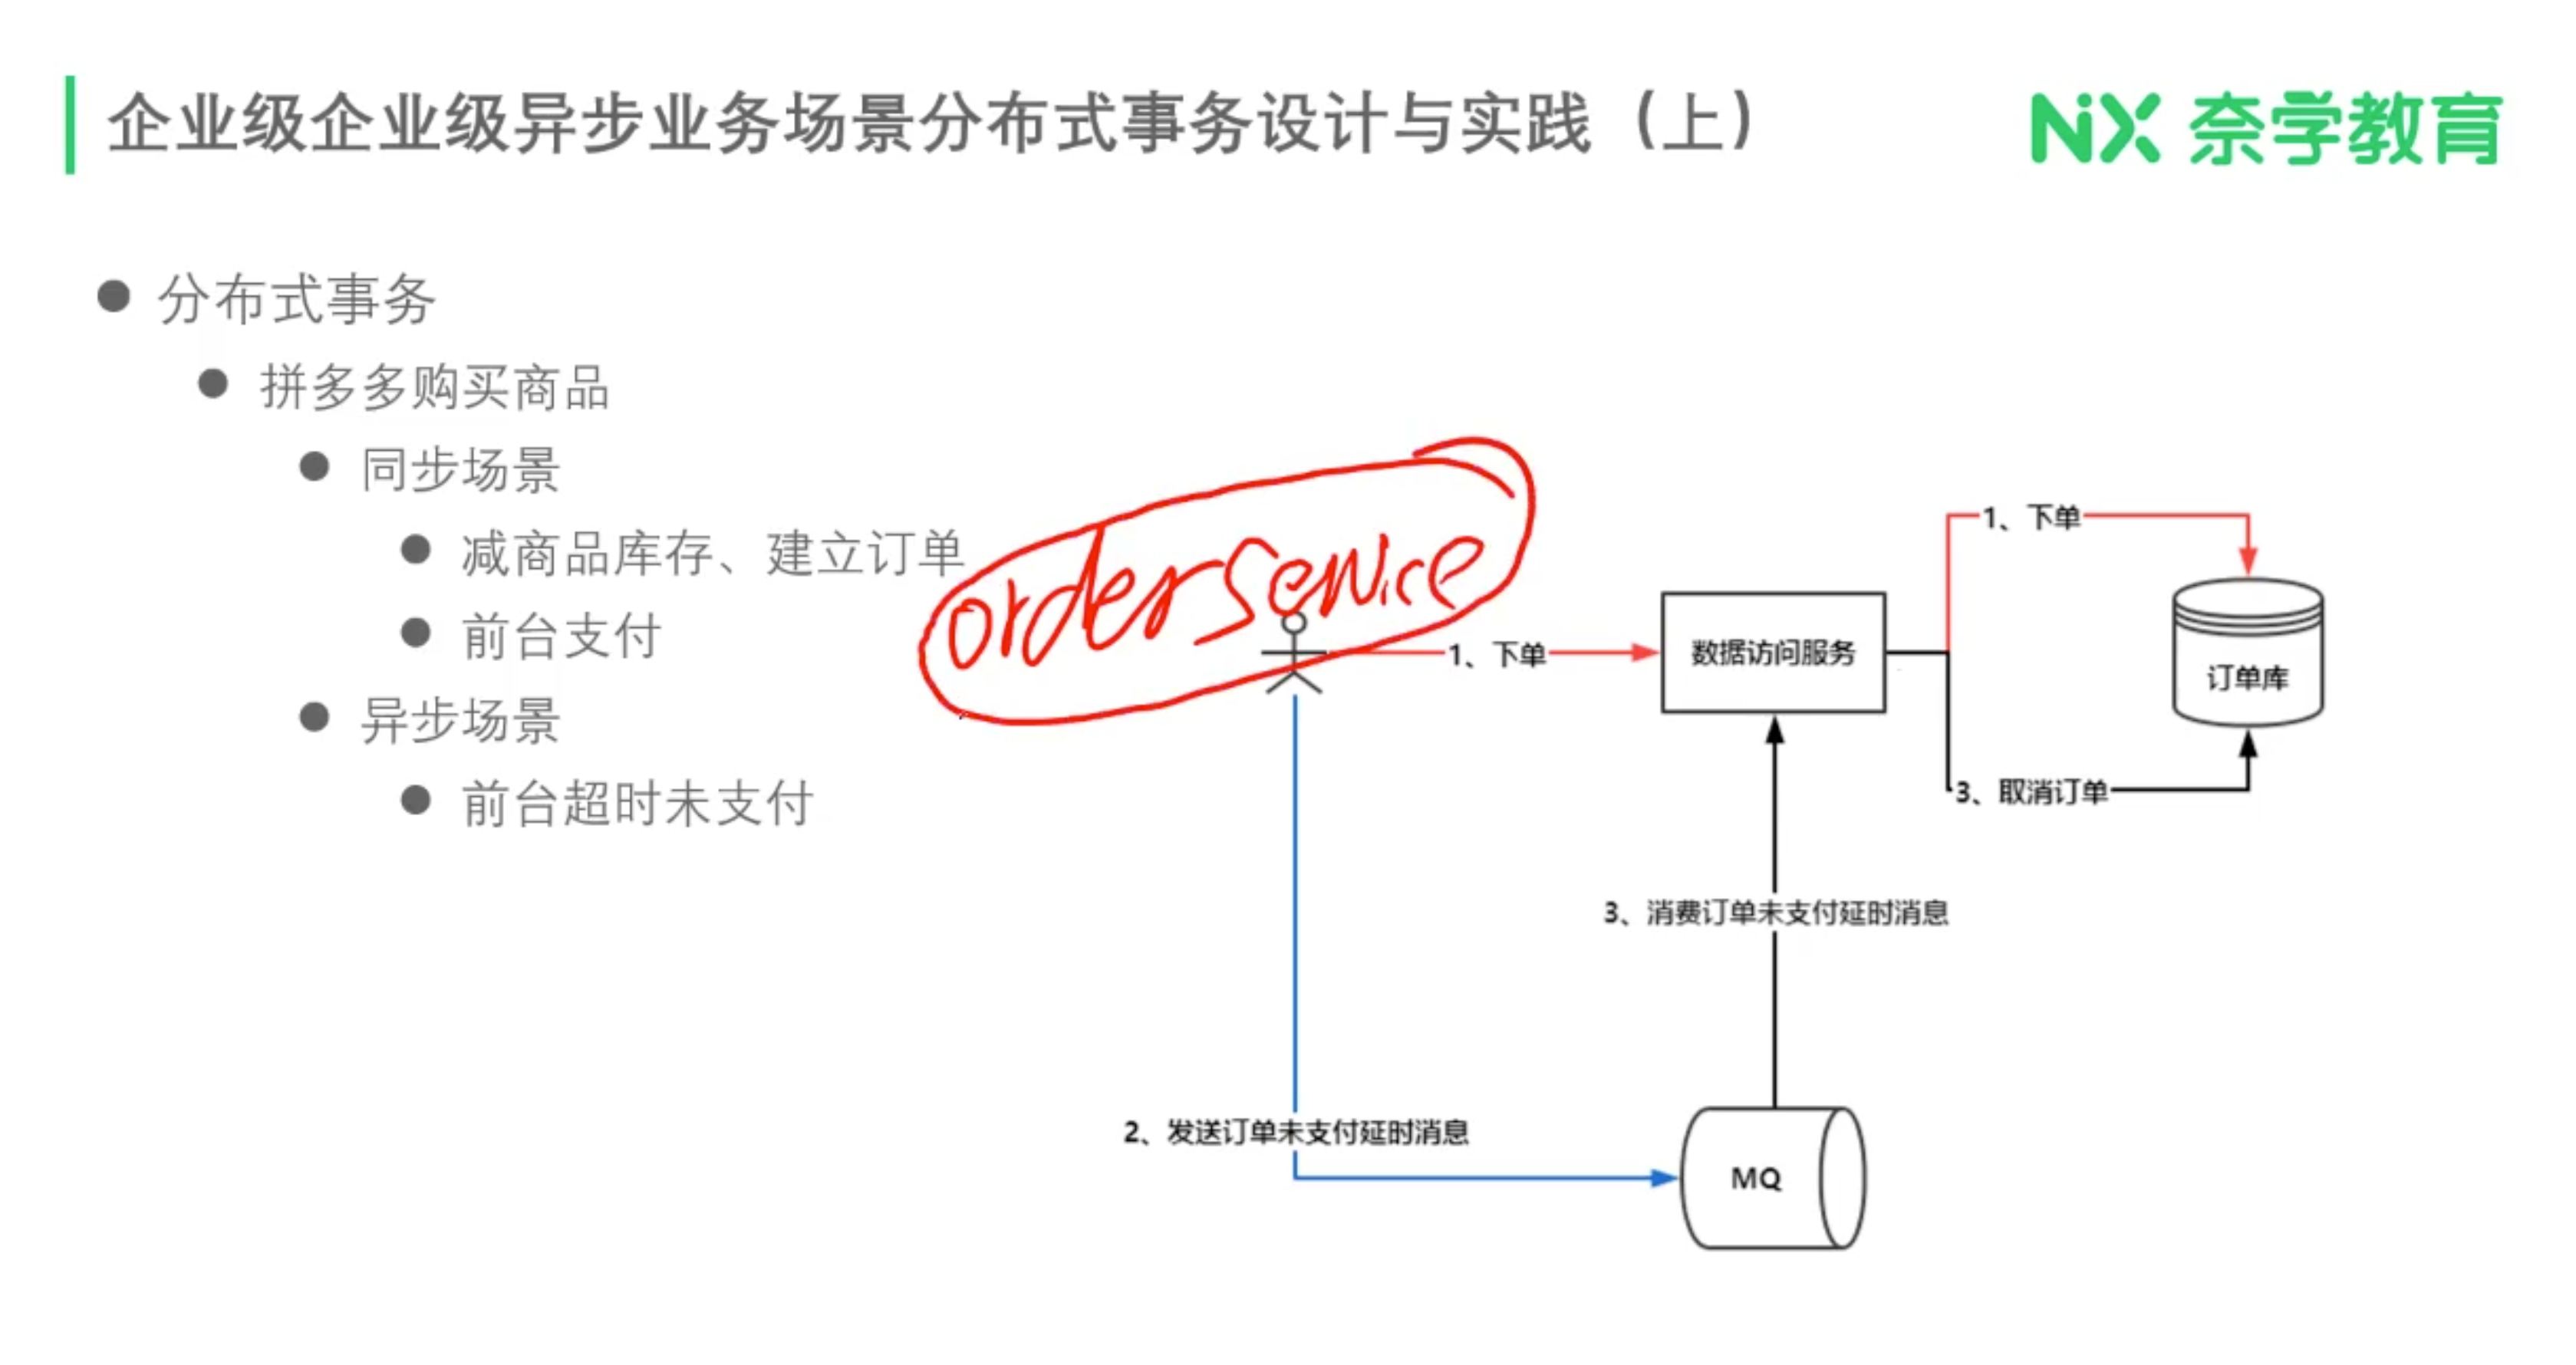 企业级企业级异步业务场景分布式事务设计与实践（上）
NiX 奈学教育
分布式事务
拼多多购买商品
同步场景
减商品库存、建立订单
前台支付
异步场景
前台超时未支付
orderservice
1、下单
1、下单
数据访问服务
订单库
3、取消订单
3、消费订单未支付延时消息
2、发送订单未支付延时消息
MQ